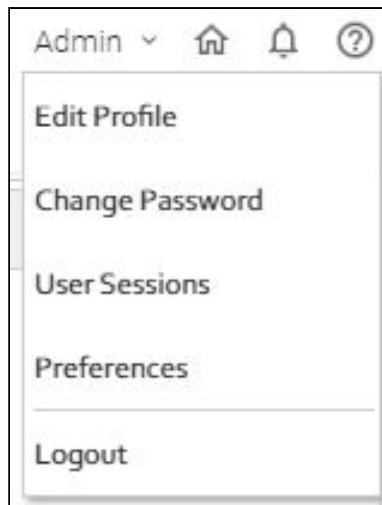 Admin
Edit Profile
Change Password
User Sessions
Preferences
Logout